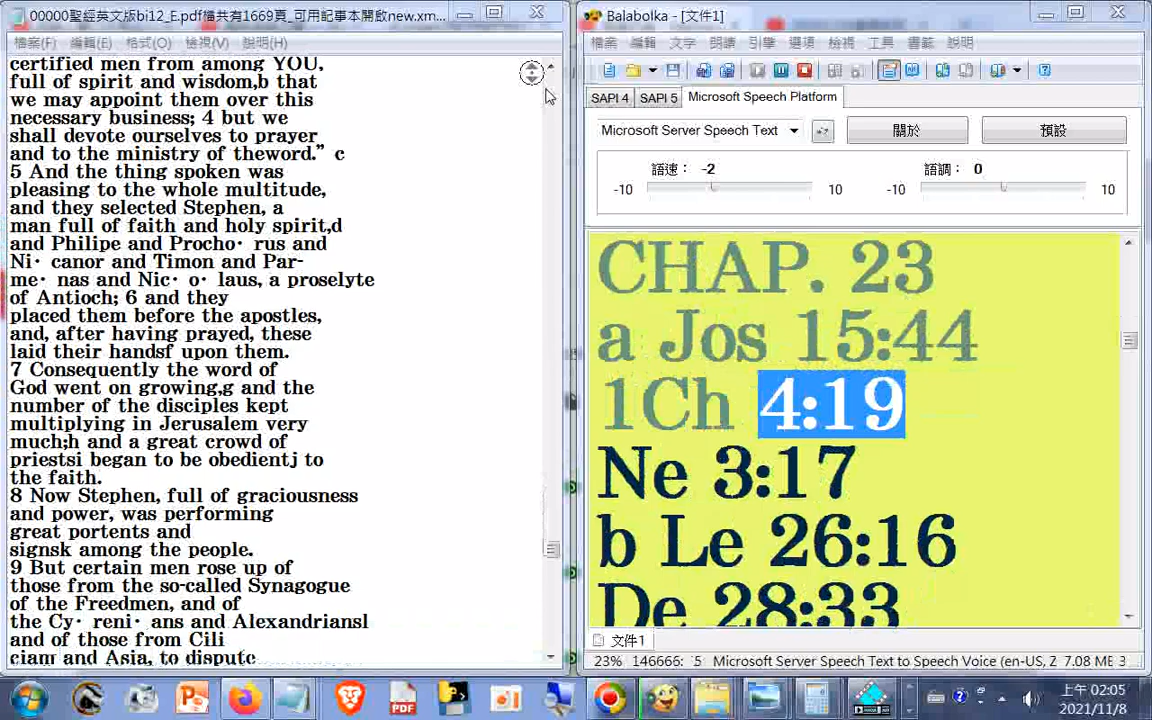 00000聖經英文版bi12_E.pdf檔共有1669頁_可用記事本開啟new.xm...
檔案(F) 編輯(E) 格式(O) 檢視(V) 說明(H)
certified men from among YOU,
full of spirit and wisdom,b that
we may appoint them over this
necessary business; 4 but we
shall devote ourselves to prayer
and to the ministry of theword.” c
5 And the thing spoken was
pleasing to the whole multitude,
and they selected Stephen, a
man full of faith and holy spirit,d
and Philipe and Procho· rus and
Ni· canor and Timon and Par-
me· nas and Nic· o· laus, a proselyte
of Antioch; 6 and they
placed them before the apostles,
and, after having prayed, these
laid their handsf upon them.
7 Consequently the word of
God went on growing,g and the
number of the disciples kept
multiplying in Jerusalem very
much;h and a great crowd of
priestsi began to be obedientj to
the faith.
8 Now Stephen, full of graciousness
and power, was performing
great portents and
signsk among the people.
9 But certain men rose up of
those from the so-called Synagogue
of the Freedmen, and of
the Cy· reni· ans and Alexandriansl
and of those from Cili
ciam and Asia, to dispute
Balabolka - [文件1]
檔案 編輯 文字 朗讀 引擎 選項 檢視 工具 書籤 說明
SAPI 4 SAPI 5 Microsoft Speech Platform
Microsoft Server Speech Text 關於 預設
語速： -2 語調： 0
-10 10 -10 10
CHAP. 23
a Jos 15:44
1Ch 4:19
Ne 3:17
b Le 26:16
De 28:33
文件1
23% Microsoft Server Speech Text to Speech Voice (en-US, 2 7.08 MB 3
PDF
上午 02:05
2021/11/8